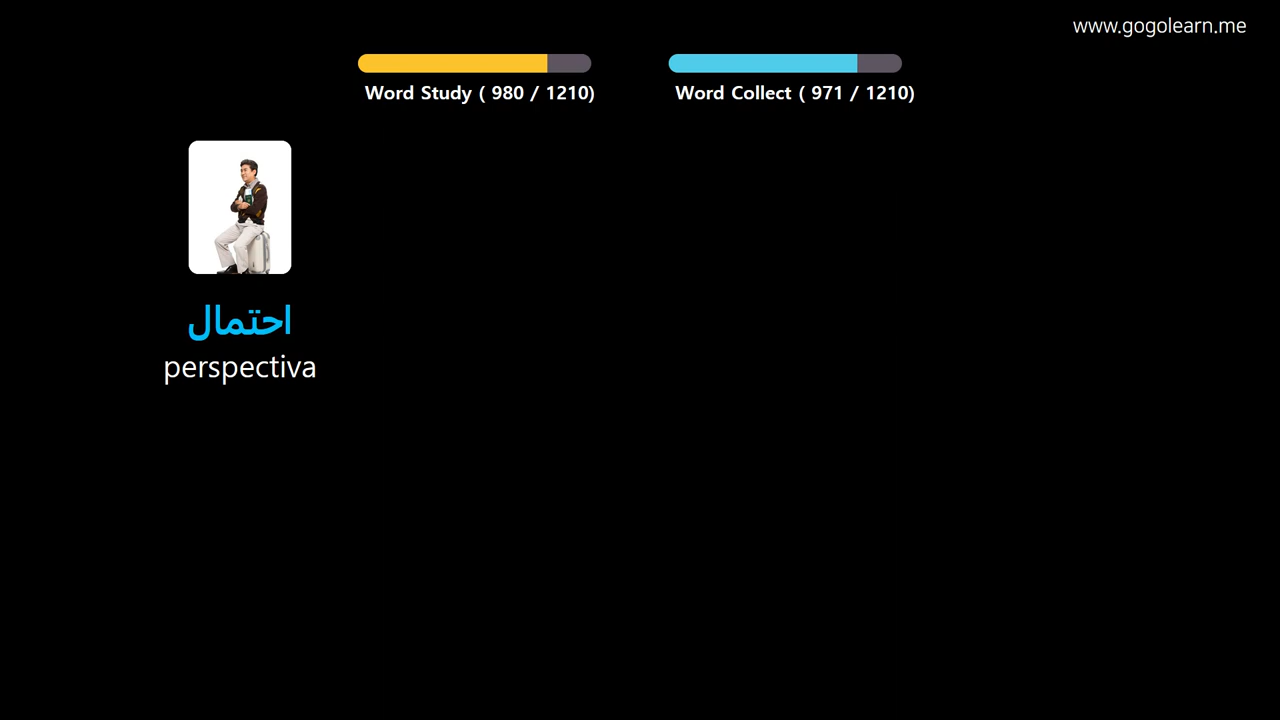 www.gogolearn.me
Word Study ( 980 / 1210)
Word Collect ( 971 / 1210)
احتمال
perspectiva